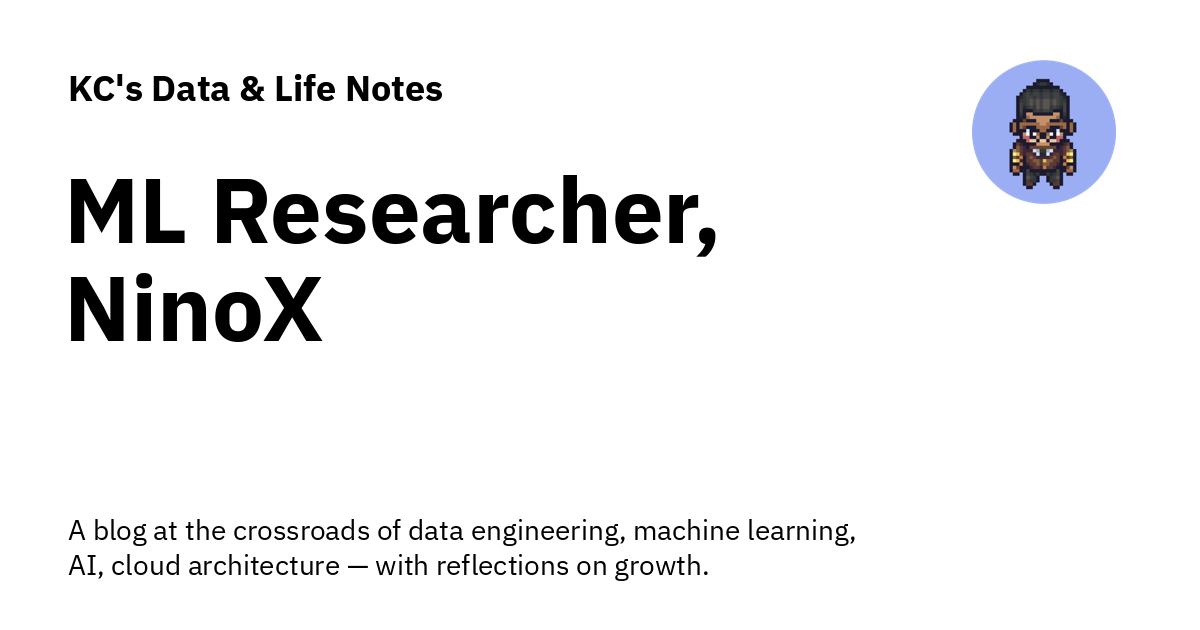 KC's Data & Life Notes
ML Researcher,
NinoX
A blog at the crossroads of data engineering, machine learning,
AI, cloud architecture — with reflections on growth.